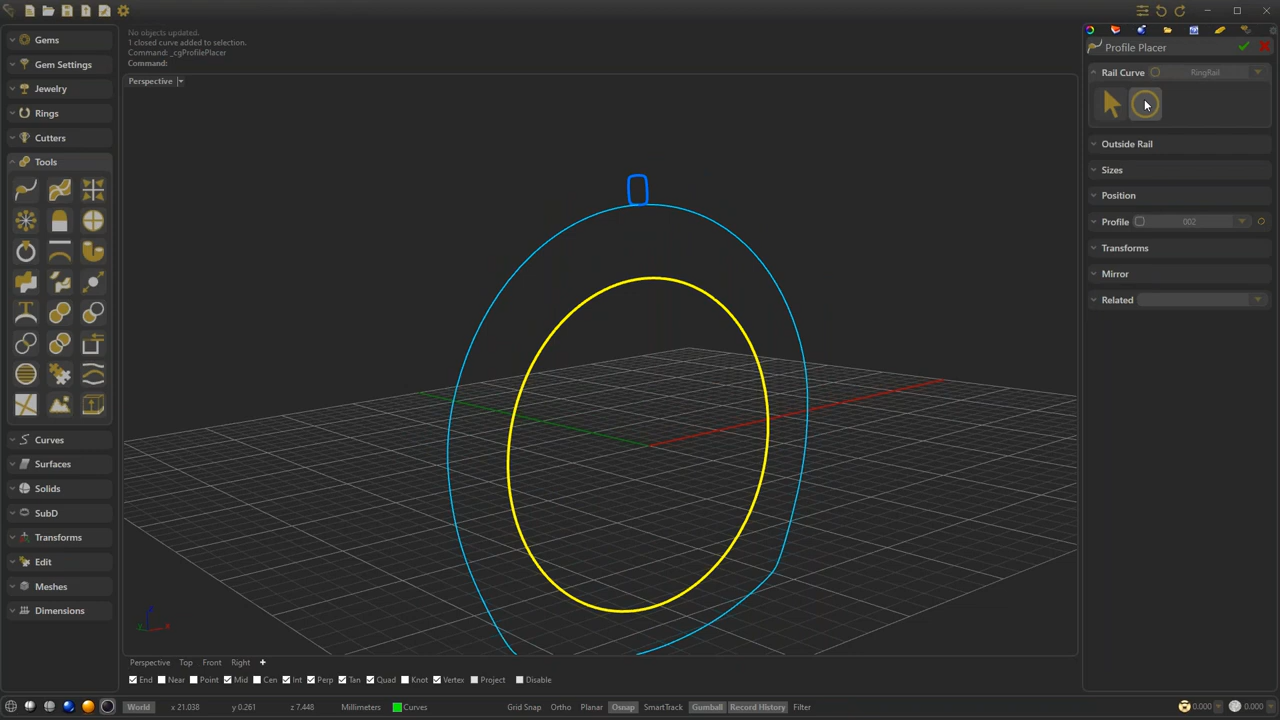 No objects updated.
1 closed curve added to selection.
Command: _cgProfilePlacer
Command:
Perspective
Gems
Gem Settings
Jewelry
Rings
Cutters
Tools
Curves
Surfaces
Solids
SubD
Transforms
Edit
Meshes
Dimensions
Profile Placer
Rail Curve RingRail
Outside Rail
Sizes
Position
Profile 002
Transforms
Mirror
Related
Perspective Top Front Right
End Near Point Mid Cen Int Perp Tan Quad Knot Vertex Project Disable
World x 21.038 y 0.261 z 7.448 Millimeters Curves Grid Snap Ortho Planar Osnap SmartTrack Gumball Record History Filter 0.000 0.000